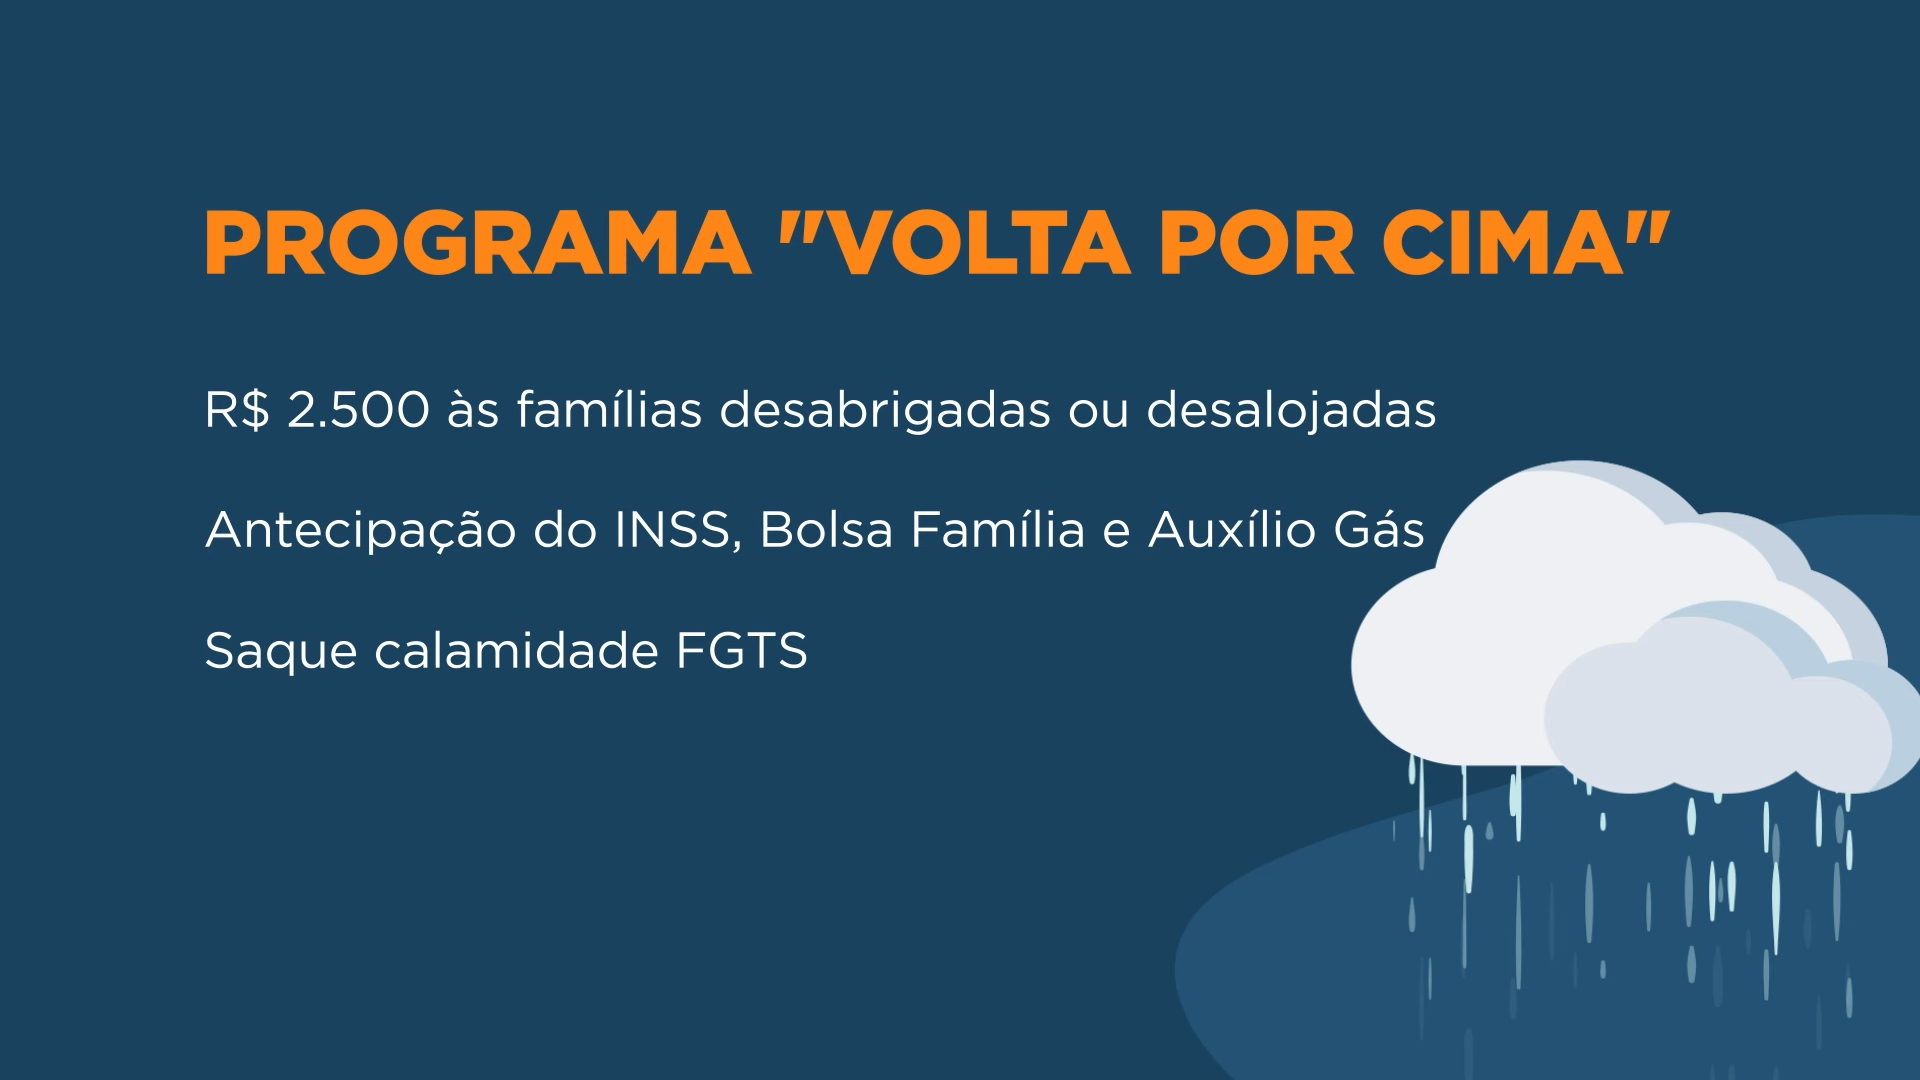 PROGRAMA "VOLTA POR CIMA"
R$ 2.500 às famílias desabrigadas ou desalojadas
Antecipação do INSS, Bolsa Família e Auxílio Gás
Saque calamidade FGTS